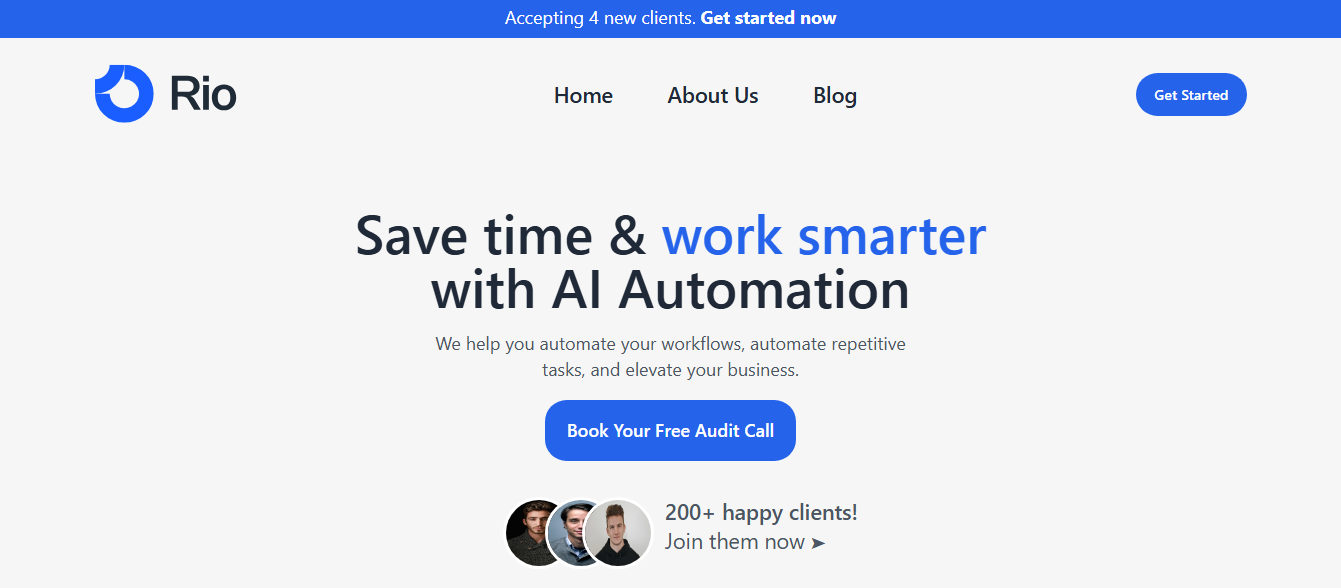 Accepting 4 new clients. Get started now
Rio
Home
About Us
Blog
Get Started
Save time & work smarter
with AI Automation
We help you automate your workflows, automate repetitive
tasks, and elevate your business.
Book Your Free Audit Call
200+ happy clients!
Join them now ➤